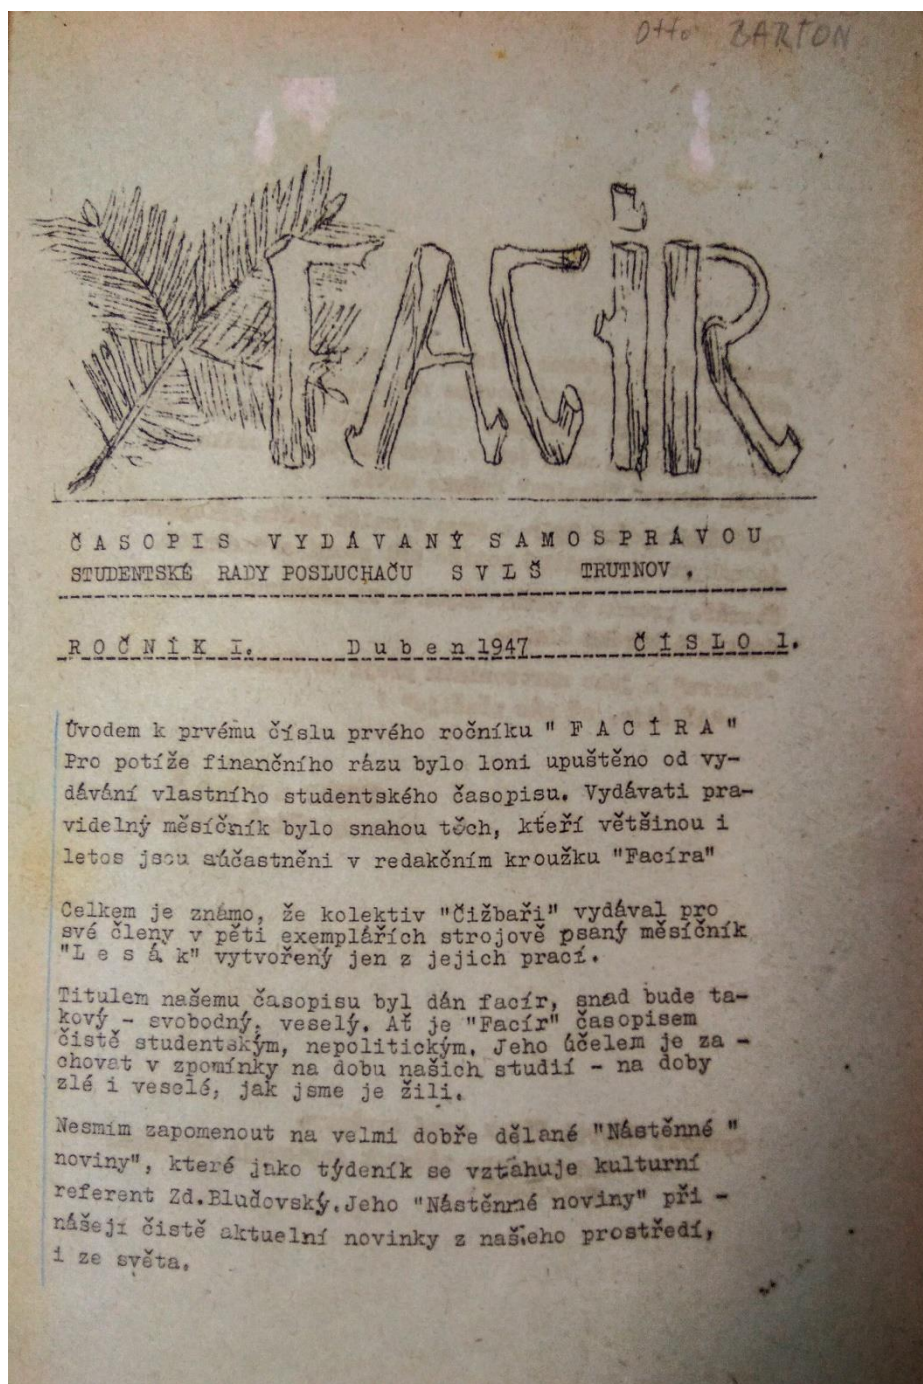 Otto BARTOŇ
FACÍR
ČASOPIS VYDÁVANÝ SAMOSPRÁVOU
STUDENTSKÉ RADY POSLUCHAČU SVLŠ TRUTNOV.
ROČNÍK I. Duben 1947 ČÍSLO 1.
Úvodem k prvému číslu prvého ročníku " F A C Í R A "
Pro potíže finančního rázu bylo loni upuštěno od vy-
dávání vlastního studentského časopisu. Vydávati pra-
videlný měsíčník bylo snahou těch, kteří většinou i
letos jsou súčastněni v redakčním kroužku "Facíra"
Celkem je známo, že kolektiv "Čižbaři" vydával pro
své členy v pěti exemplářích strojově psaný měsíčník
"L e s á k" vytvořený jen z jejich prací.
Titulem našemu časopisu byl dán facír, snad bude ta-
kový - svobodný, veselý. Ať je "Facír" časopisem
čistě studentským, nepolitickým. Jeho účelem je za -
chovat v zpomínky na dobu našich studií - na doby
zlé i veselé, jak jsme je žili.
Nesmím zapomenout na velmi dobře dělané "Nástěnné "
noviny", které jako týdeník se vztahuje kulturní
referent Zd.Bluďovský.Jeho "Nástěnné noviny" při -
nášejí čistě aktuelní novinky z našeho prostředí,
i ze světa.